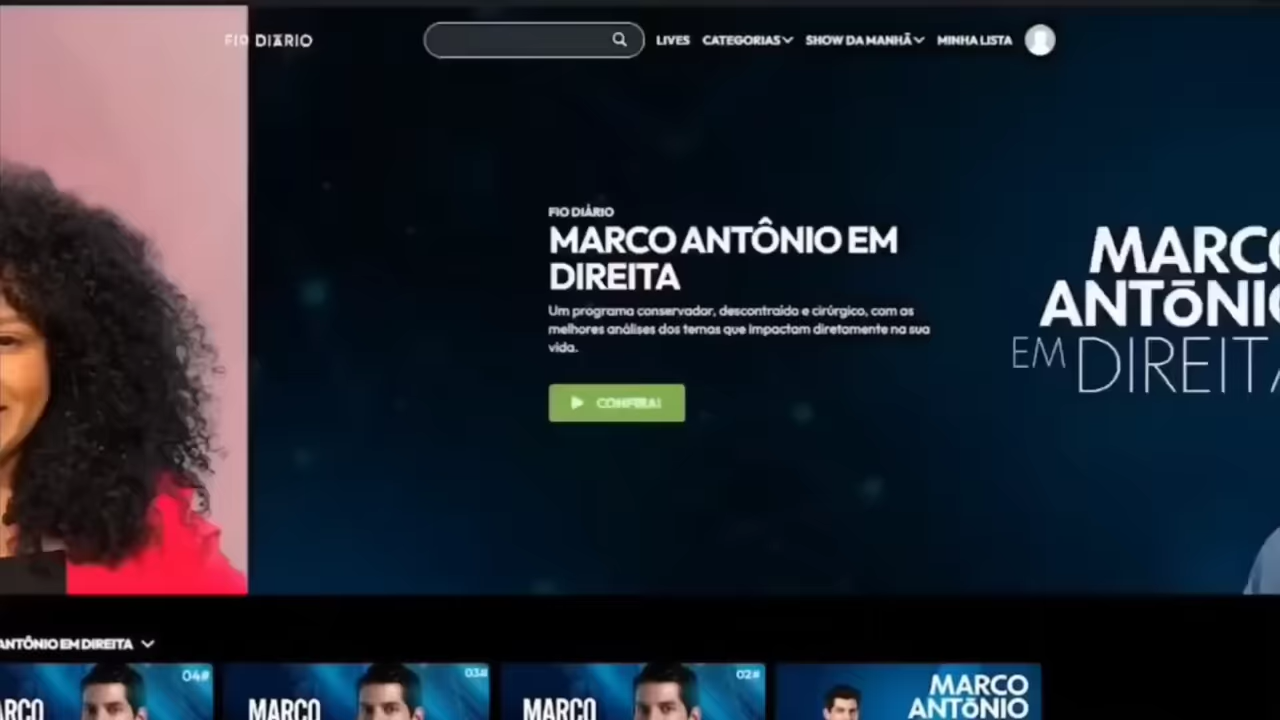 FIO DIÁRIO
LIVES CATEGORIAS SHOW DA MANHÃ MINHA LISTA
FIO DIÁRIO
MARCO ANTÔNIO EM
DIREITA
Um programa conservador, descontraído e cirúrgico, com as
melhores análises dos temas que impactam diretamente na sua
vida.
CONFIRA!
MARCO
ANTŌNIO
EM DIREITA
ANTÔNIO EM DIREITA
04#
MARCO
03#
MARCO
02#
MARCO
MARCO
ANTŌNIO